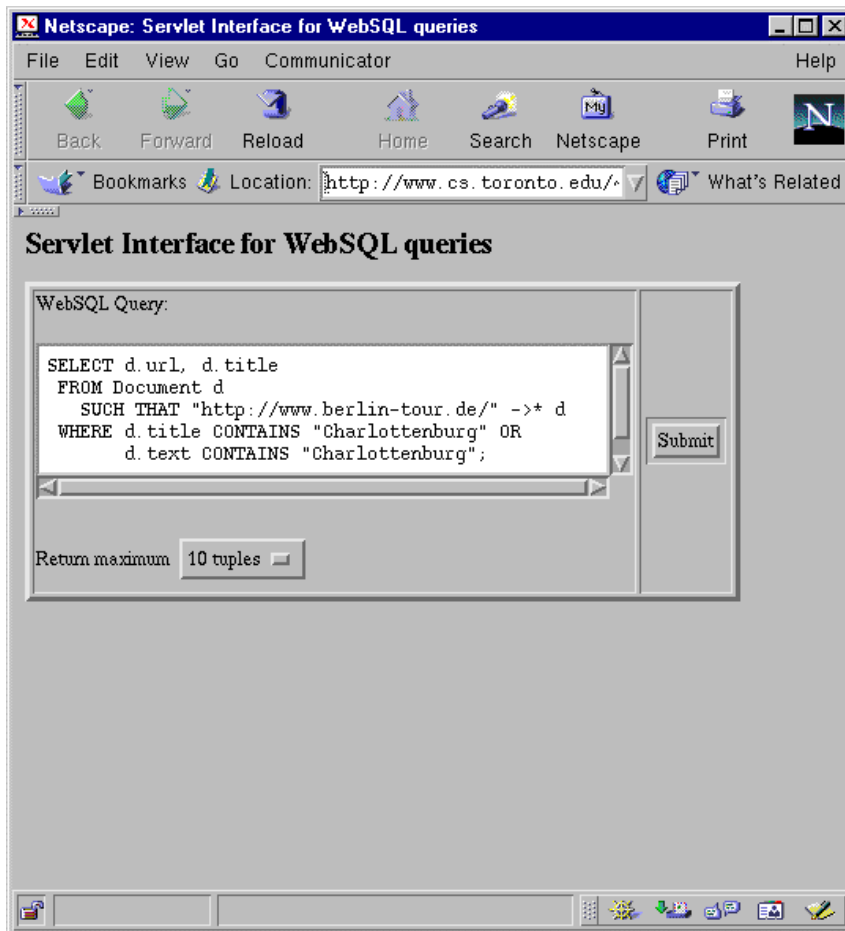 Netscape: Servlet Interface for WebSQL queries
File Edit View Go Communicator Help
Back Forward Reload Home Search Netscape Print
My
N
Bookmarks Location: http://www.cs.toronto.edu/~ What's Related
Servlet Interface for WebSQL queries
WebSQL Query:
SELECT d.url, d.title
FROM Document d
SUCH THAT "http://www.berlin-tour.de/" ->* d
WHERE d.title CONTAINS "Charlottenburg" OR
d.text CONTAINS "Charlottenburg";
Submit
Return maximum 10 tuples